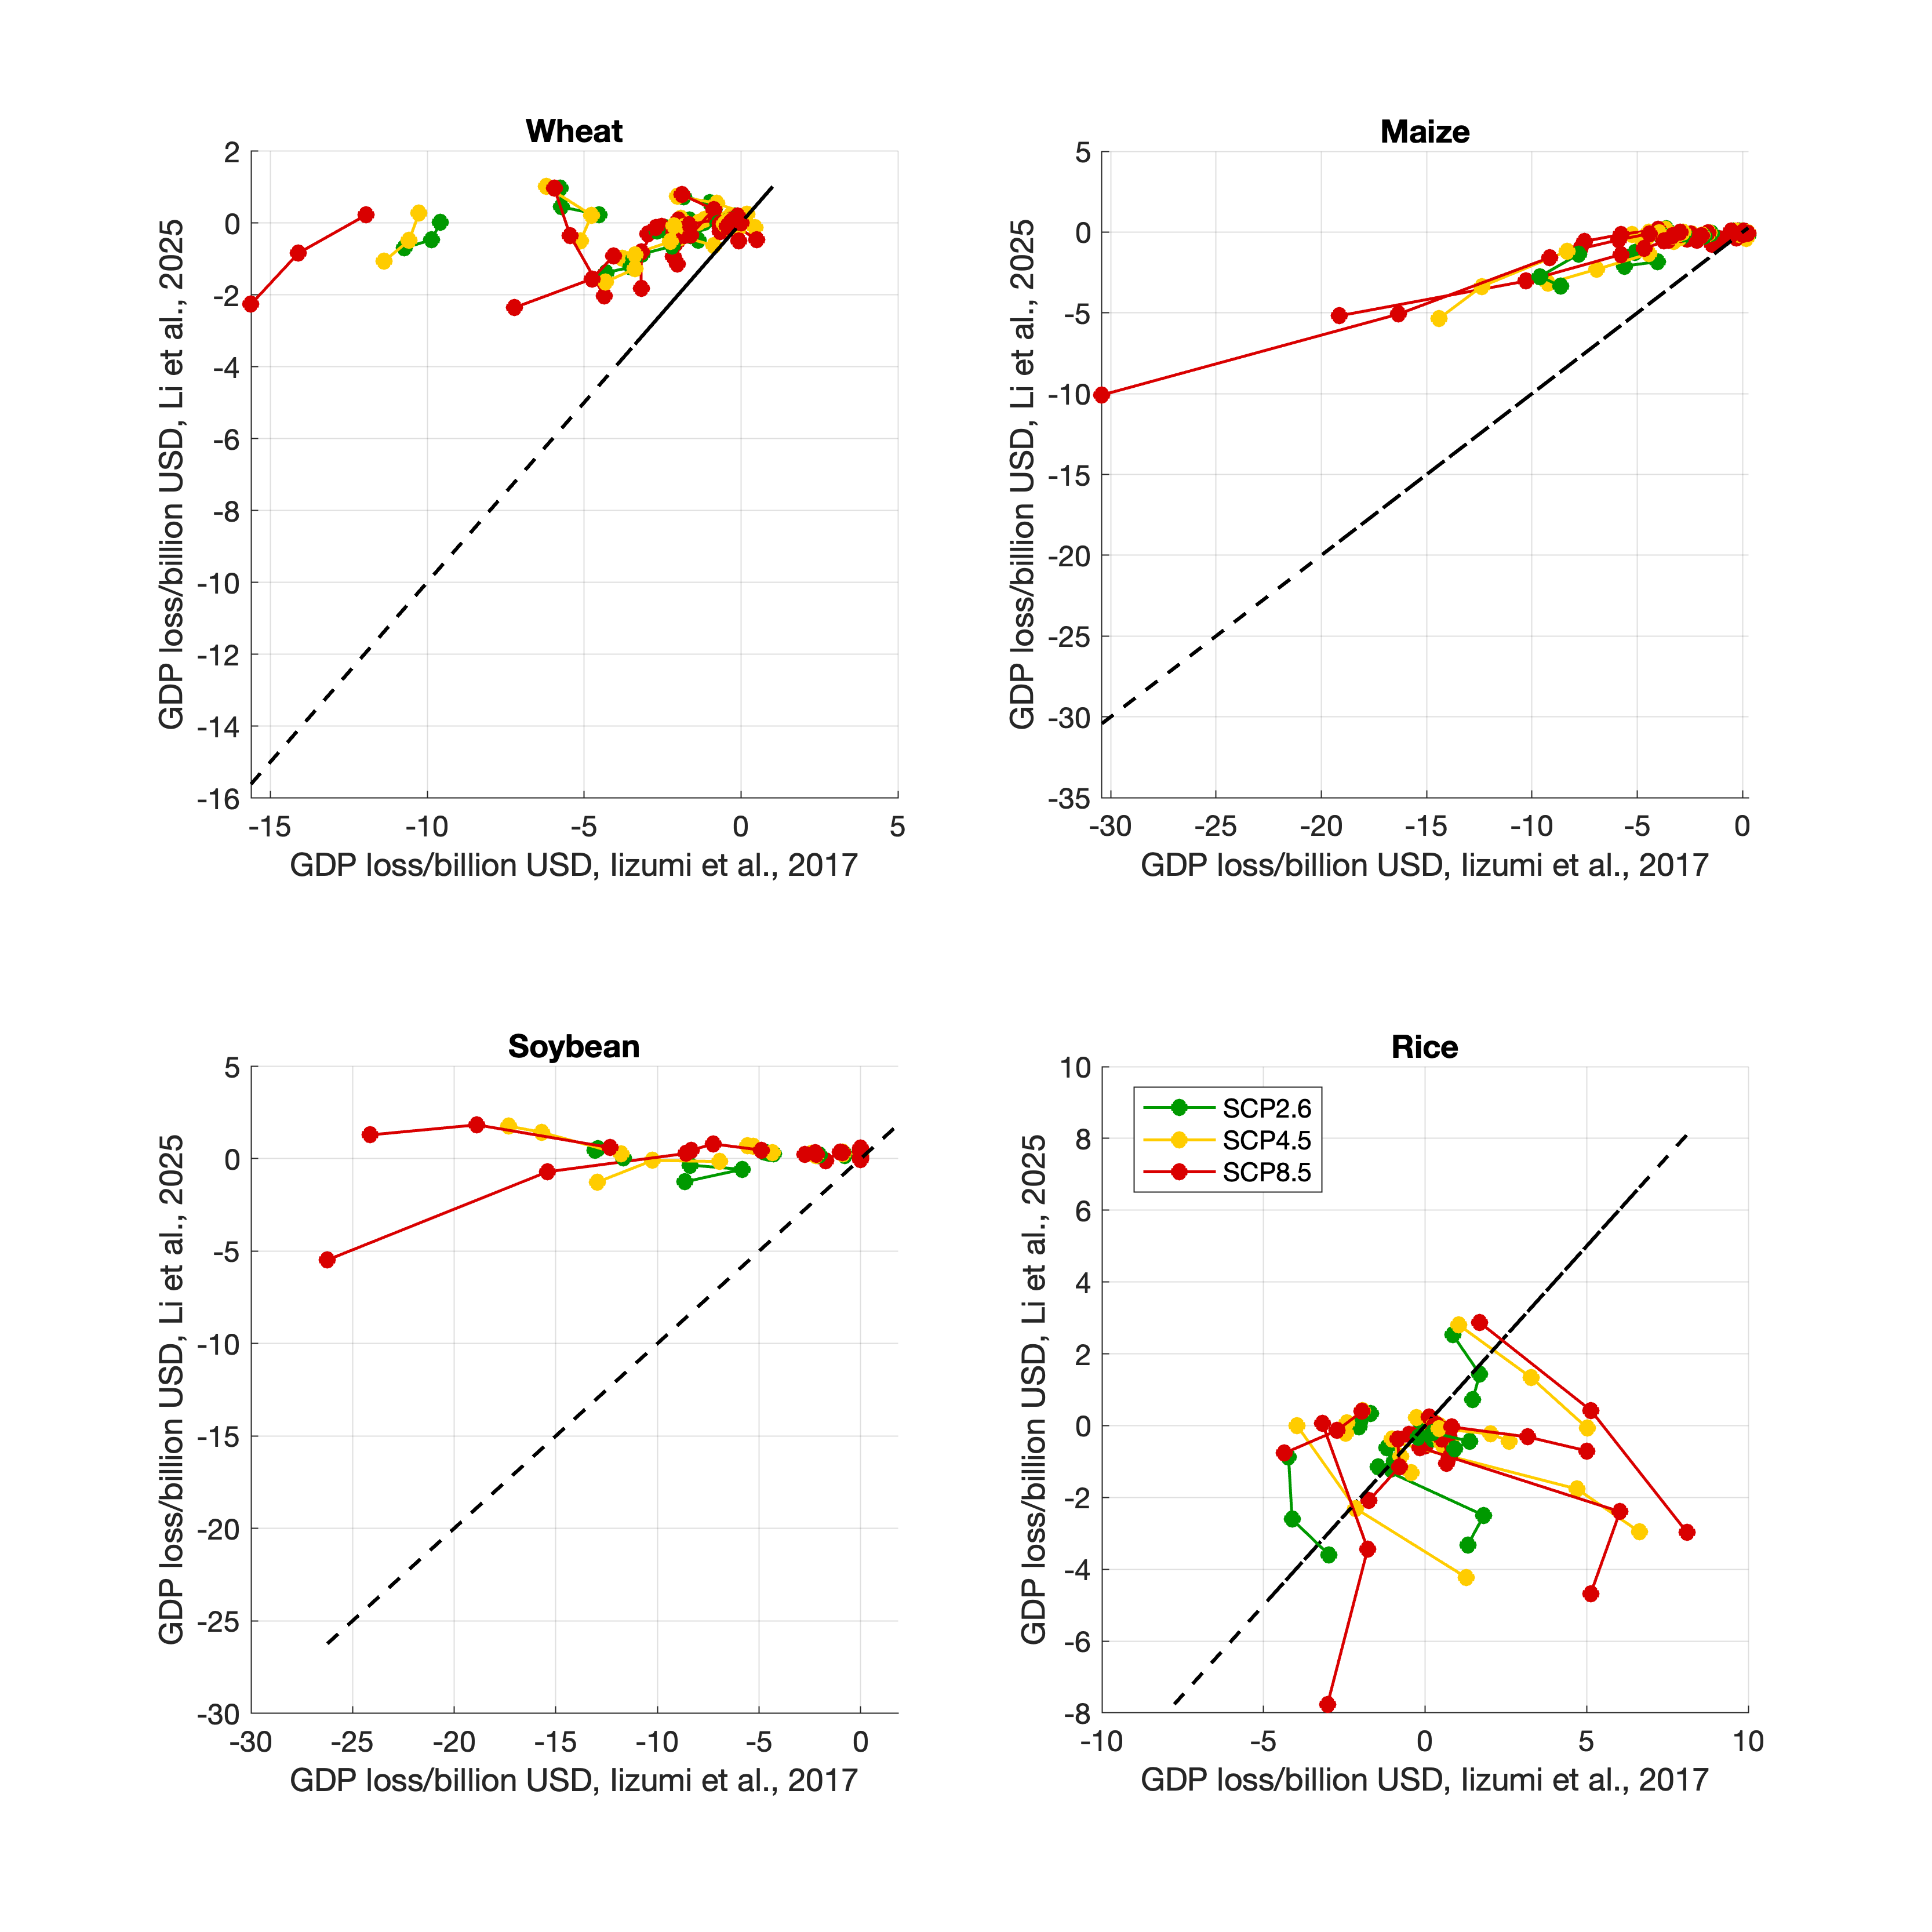 Wheat
2
0
-2
-4
-6
-8
-10
-12
-14
-16
-15 -10 -5 0 5
GDP loss/billion USD, Li et al., 2025
GDP loss/billion USD, Iizumi et al., 2017
Maize
5
0
-5
-10
-15
-20
-25
-30
-35
-30 -25 -20 -15 -10 -5 0
GDP loss/billion USD, Li et al., 2025
GDP loss/billion USD, Iizumi et al., 2017
Soybean
5
0
-5
-10
-15
-20
-25
-30
-30 -25 -20 -15 -10 -5 0
GDP loss/billion USD, Li et al., 2025
GDP loss/billion USD, Iizumi et al., 2017
Rice
10
8
6
4
2
0
-2
-4
-6
-8
-10 -5 0 5 10
SCP2.6
SCP4.5
SCP8.5
GDP loss/billion USD, Li et al., 2025
GDP loss/billion USD, Iizumi et al., 2017